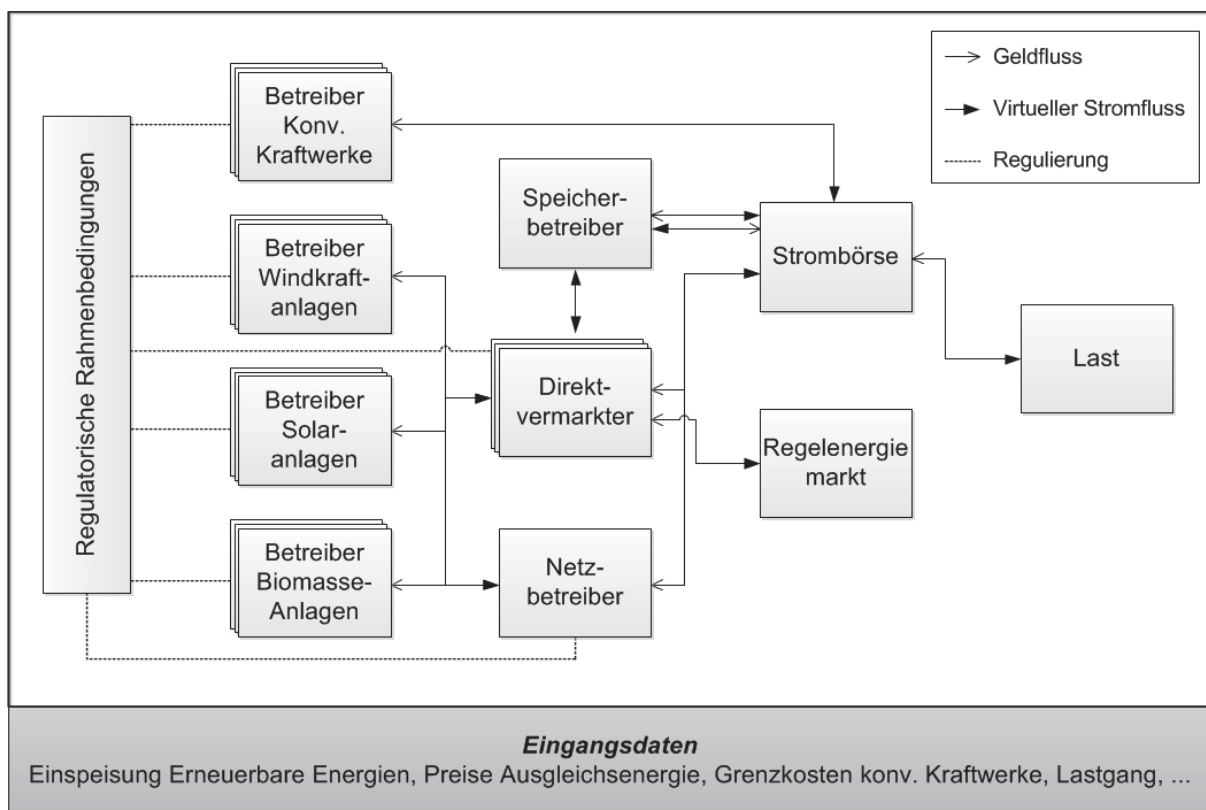 Geldfluss
Virtueller Stromfluss
Regulierung
Regulatorische Rahmenbedingungen
Betreiber
Konv.
Kraftwerke
Betreiber
Windkraft-
anlagen
Betreiber
Solar-
anlagen
Betreiber
Biomasse-
Anlagen
Speicher-
betreiber
Direkt-
vermarkter
Netz-
betreiber
Strombörse
Regelenergie
markt
Last
Eingangsdaten
Einspeisung Erneuerbare Energien, Preise Ausgleichsenergie, Grenzkosten konv. Kraftwerke, Lastgang, ...